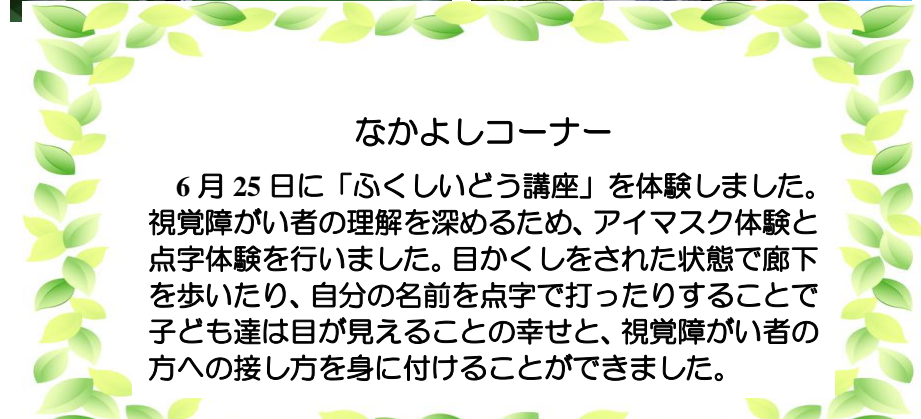 なかよしコーナー
6月25日に「ふくしいどう講座」を体験しました。
視覚障がい者の理解を深めるため、アイマスク体験と
点字体験を行いました。目かくしをされた状態で廊下
を歩いたり、自分の名前を点字で打ったりすることで
子ども達は目が見えることの幸せと、視覚障がい者の
方への接し方を身に付けることができました。